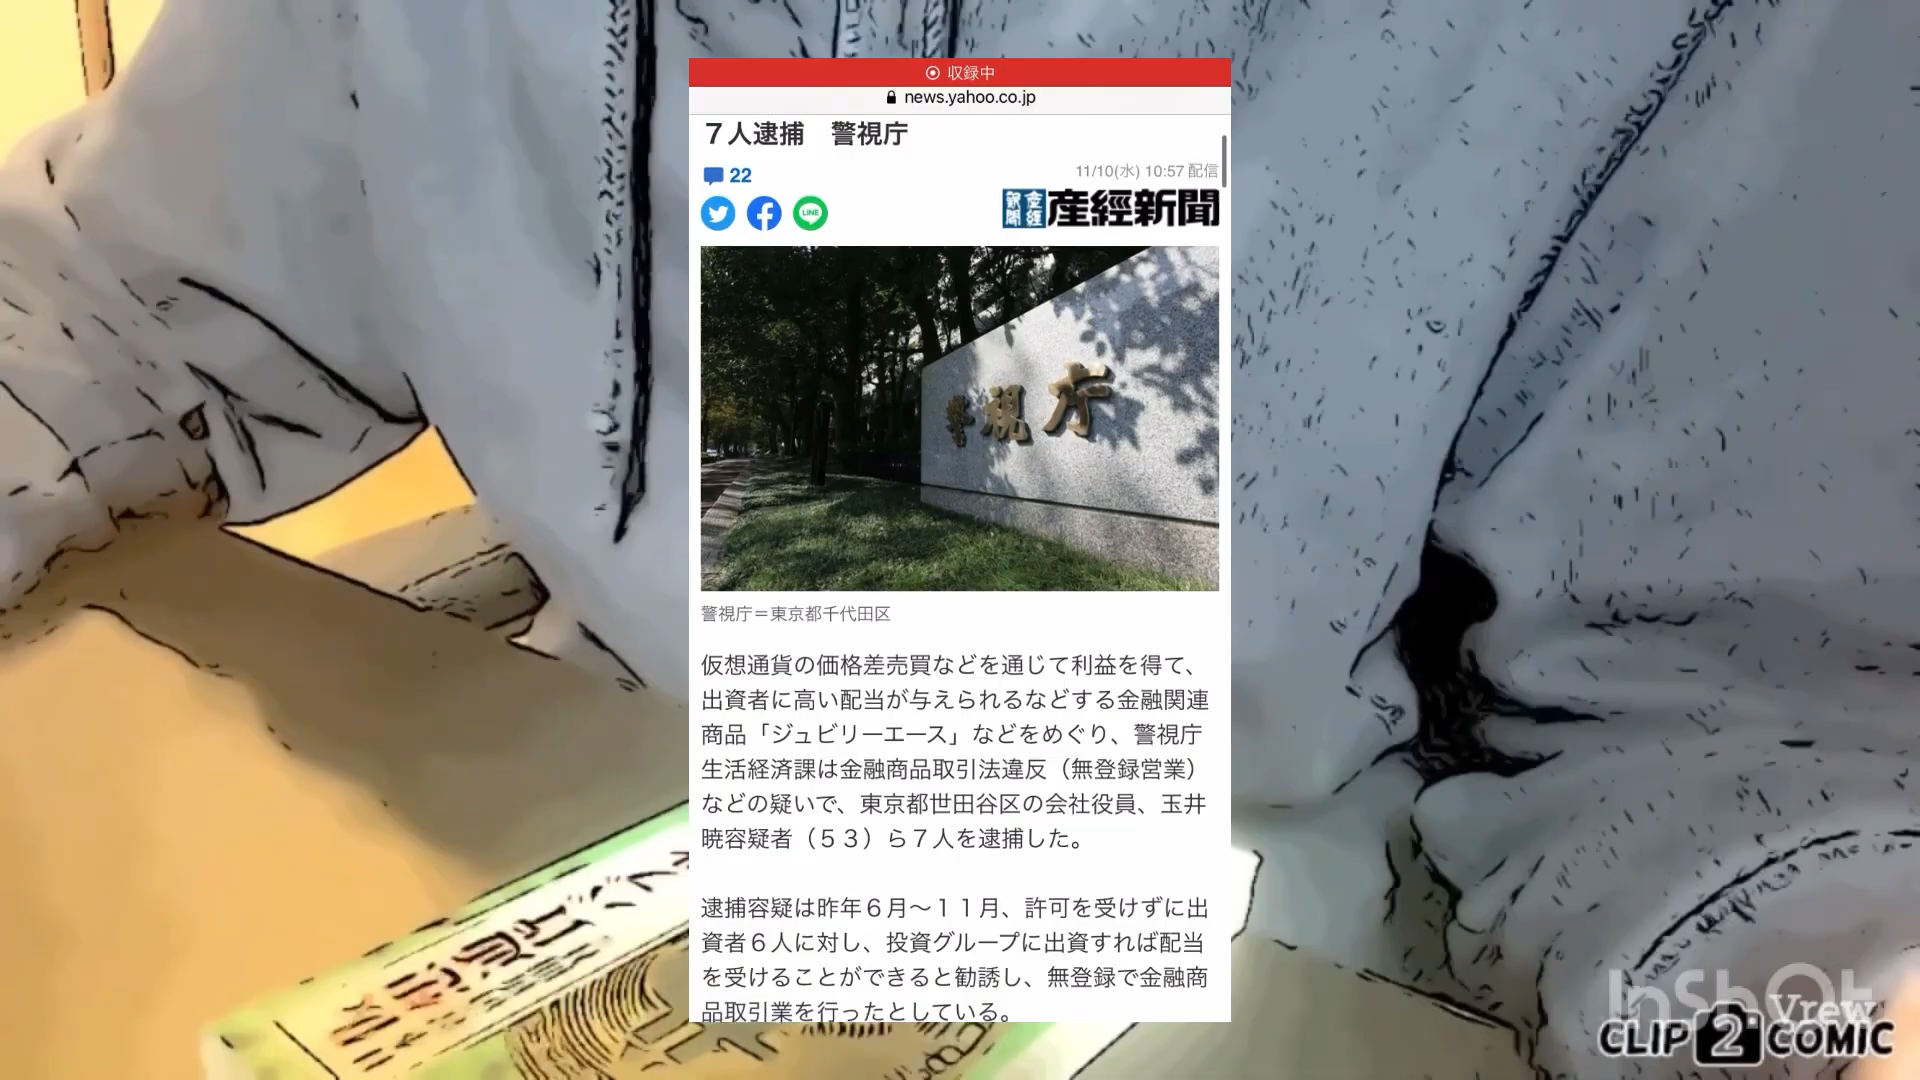 収録中
news.yahoo.co.jp
７人逮捕　警視庁
22
11/10(水) 10:57 配信
LINE
産經新聞
産經新聞
警視庁
警視庁＝東京都千代田区
仮想通貨の価格差売買などを通じて利益を得て、
出資者に高い配当が与えられるなどする金融関連
商品「ジュビリーエース」などをめぐり、警視庁
生活経済課は金融商品取引法違反（無登録営業）
などの疑いで、東京都世田谷区の会社役員、玉井
暁容疑者（５３）ら７人を逮捕した。
逮捕容疑は昨年６月～１１月、許可を受けずに出
資者６人に対し、投資グループに出資すれば配当
を受けることができると勧誘し、無登録で金融商
品取引業を行ったとしている。
InShOt
Vrew
CLIP 2 COMIC